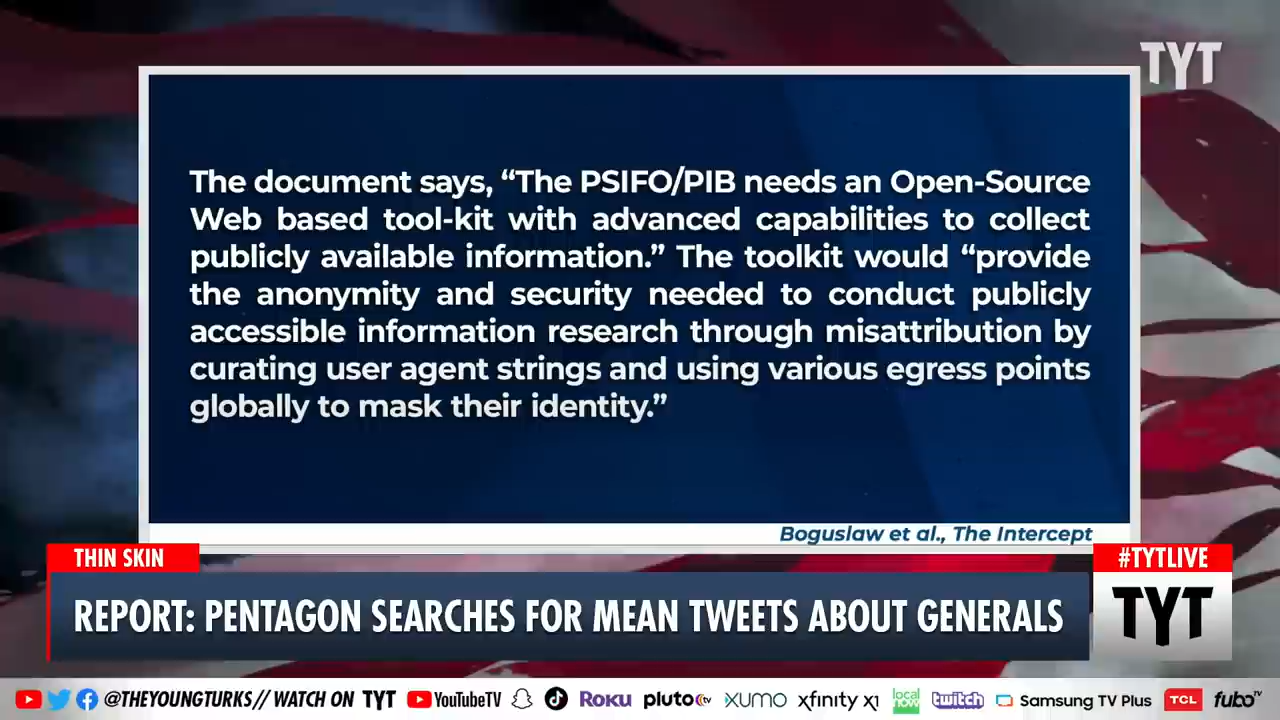 TYT
The document says, “The PSIFO/PIB needs an Open-Source
Web based tool-kit with advanced capabilities to collect
publicly available information.” The toolkit would “provide
the anonymity and security needed to conduct publicly
accessible information research through misattribution by
curating user agent strings and using various egress points
globally to mask their identity.”
Boguslaw et al., The Intercept
THIN SKIN
#TYTLIVE
REPORT: PENTAGON SEARCHES FOR MEAN TWEETS ABOUT GENERALS
TYT
@THEYOUNGTURKS // WATCH ON TYT YouTubeTV Roku pluto tv XUMO xfinity x1 local now twitch Samsung TV Plus TCL fubo TV